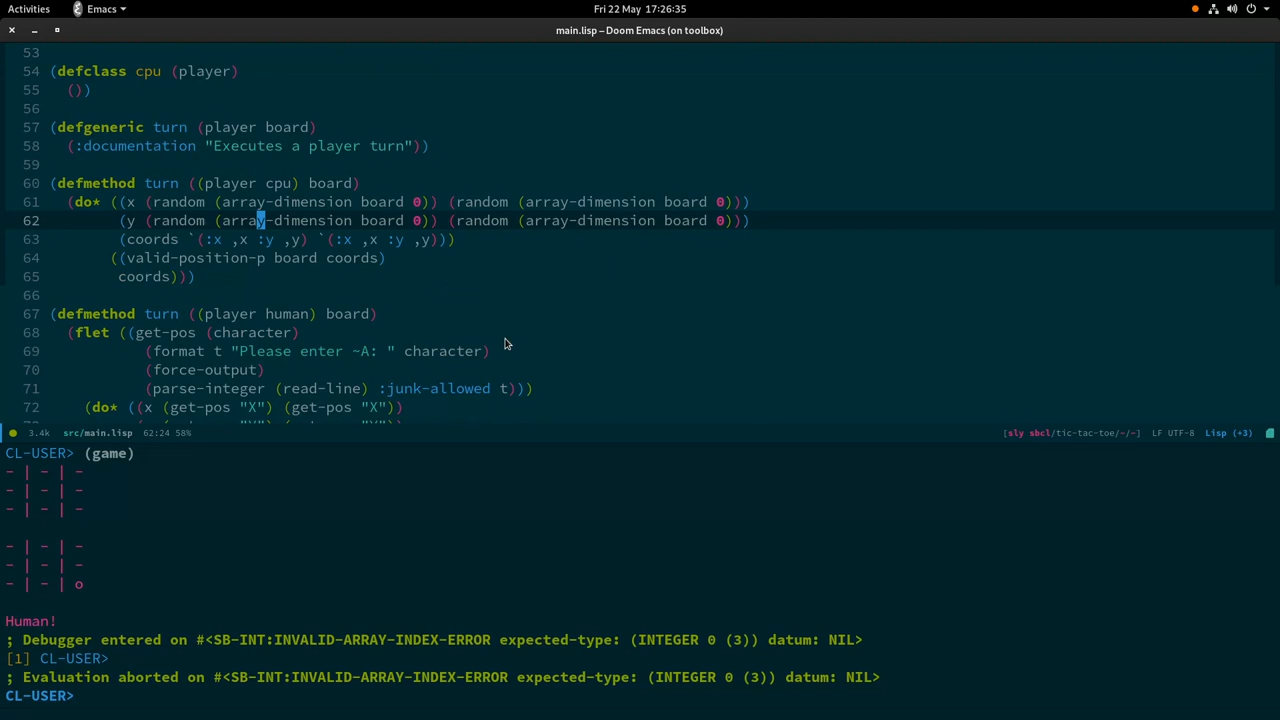 Activities Emacs Fri 22 May 17:26:35
main.lisp – Doom Emacs (on toolbox)
53
54 (defclass cpu (player)
55   ())
56
57 (defgeneric turn (player board)
58   (:documentation "Executes a player turn"))
59
60 (defmethod turn ((player cpu) board)
61   (do* ((x (random (array-dimension board 0)) (random (array-dimension board 0)))
62         (y (random (array-dimension board 0)) (random (array-dimension board 0)))
63         (coords `(:x ,x :y ,y) `(:x ,x :y ,y)))
64        ((valid-position-p board coords)
65         coords)))
66
67 (defmethod turn ((player human) board)
68   (flet ((get-pos (character)
69            (format t "Please enter ~A: " character)
70            (force-output)
71            (parse-integer (read-line) :junk-allowed t)))
72     (do* ((x (get-pos "X") (get-pos "X"))
3.4k src/main.lisp 62:24 58% [sly sbcl/tic-tac-toe/~/~] LF UTF-8 Lisp (+3)
CL-USER> (game)
- | - | -
- | - | -
- | - | -
- | - | -
- | - | -
- | - | o
Human!
; Debugger entered on #<SB-INT:INVALID-ARRAY-INDEX-ERROR expected-type: (INTEGER 0 (3)) datum: NIL>
[1] CL-USER>
; Evaluation aborted on #<SB-INT:INVALID-ARRAY-INDEX-ERROR expected-type: (INTEGER 0 (3)) datum: NIL>
CL-USER>